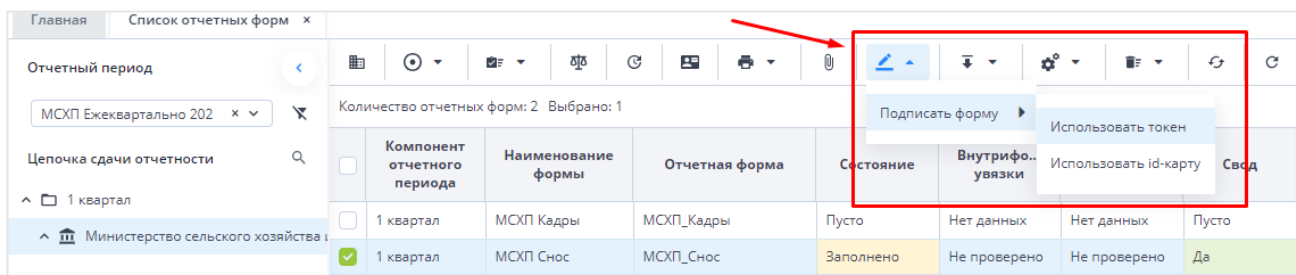 Главная Список отчетных форм ×
Отчетный период
МСХП Ежеквартально 202 ×
Количество отчетных форм: 2 Выбрано: 1
Подписать форму
Использовать токен
Использовать id-карту
Цепочка сдачи отчетности
1 квартал
Министерство сельского хозяйства
Компонент отчетного периода Наименование формы Отчетная форма Состояние Внутрифо.. увязки Свод
1 квартал МСХП Кадры МСХП_Кадры Пусто Нет данных Нет данных Пусто
1 квартал МСХП Снос МСХП_Снос Заполнено Не проверено Не проверено Да